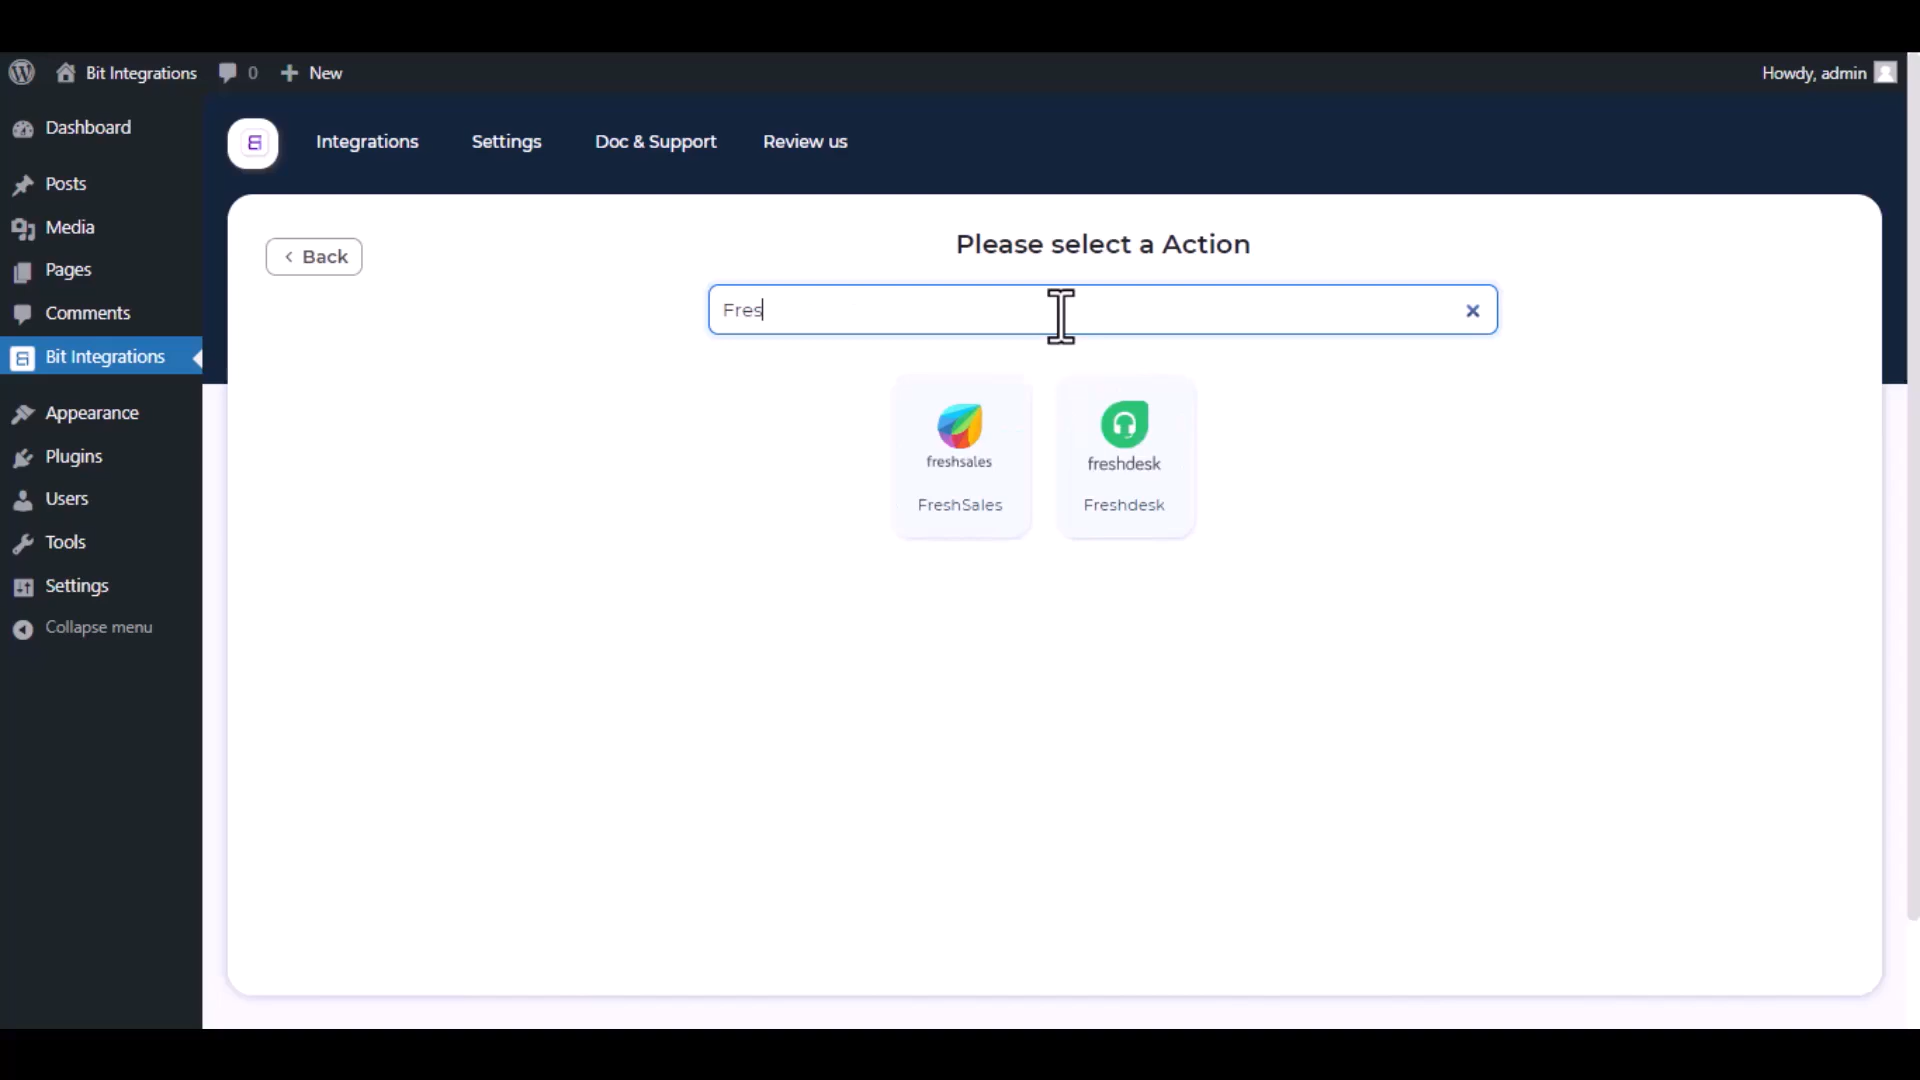 Bit Integrations
0
New
Howdy, admin
Dashboard
Posts
Media
Pages
Comments
Bit Integrations
Appearance
Plugins
Users
Tools
Settings
Collapse menu
Integrations
Settings
Doc & Support
Review us
Back
Please select a Action
Fres
freshsales
FreshSales
freshdesk
Freshdesk